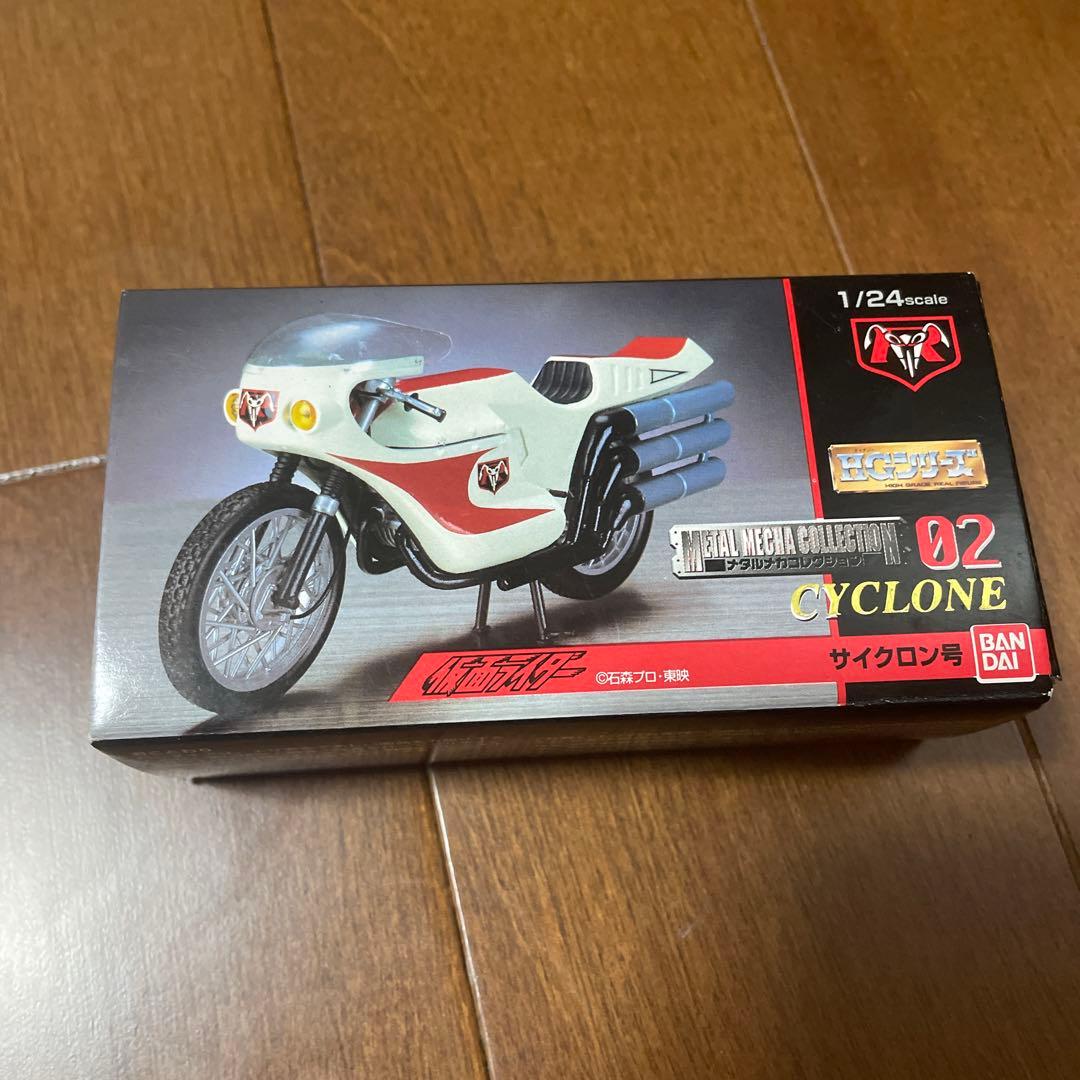 1/24scale
HGシリーズ
HIGH GRADE REAL FIGURE
METAL MECHA COLLECTION
メタルメカコレクション
02
CYCLONE
サイクロン号
BAN
DAI
仮面ライダー
©石森プロ・東映